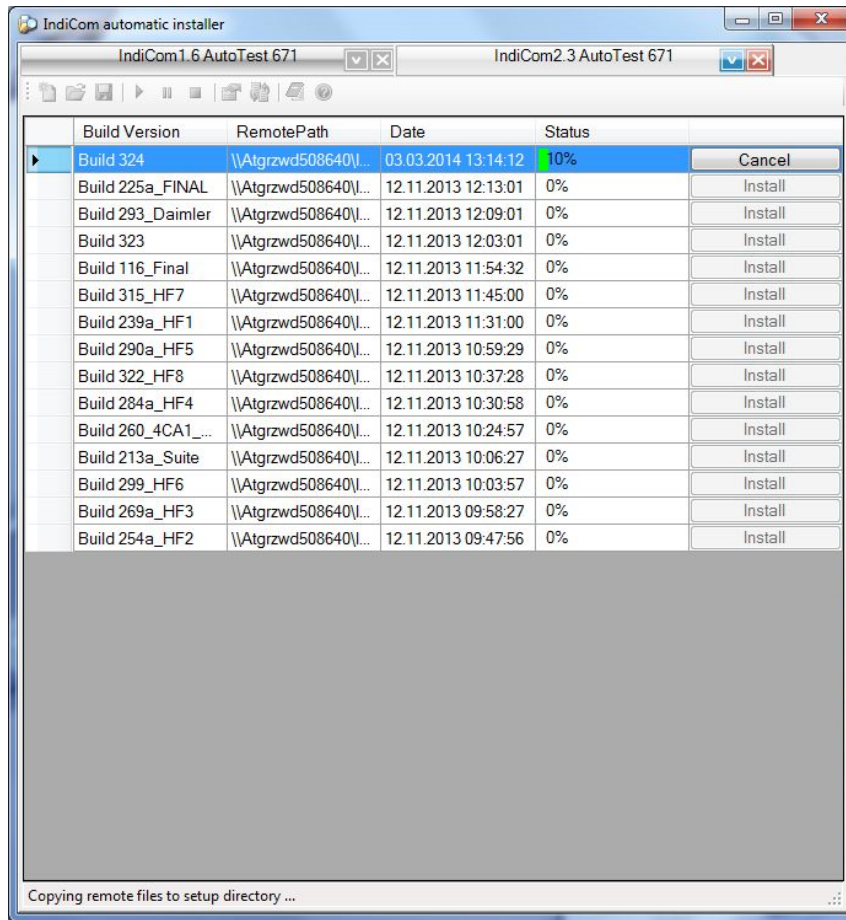 IndiCom automatic installer
IndiCom1.6 AutoTest 671 IndiCom2.3 AutoTest 671
Build Version RemotePath Date Status
Build 324 \\Atgrzwd508640\I... 03.03.2014 13:14:12 10% Cancel
Build 225a_FINAL \\Atgrzwd508640\I... 12.11.2013 12:13:01 0% Install
Build 293_Daimler \\Atgrzwd508640\I... 12.11.2013 12:09:01 0% Install
Build 323 \\Atgrzwd508640\I... 12.11.2013 12:03:01 0% Install
Build 116_Final \\Atgrzwd508640\I... 12.11.2013 11:54:32 0% Install
Build 315_HF7 \\Atgrzwd508640\I... 12.11.2013 11:45:00 0% Install
Build 239a_HF1 \\Atgrzwd508640\I... 12.11.2013 11:31:00 0% Install
Build 290a_HF5 \\Atgrzwd508640\I... 12.11.2013 10:59:29 0% Install
Build 322_HF8 \\Atgrzwd508640\I... 12.11.2013 10:37:28 0% Install
Build 284a_HF4 \\Atgrzwd508640\I... 12.11.2013 10:30:58 0% Install
Build 260_4CA1_... \\Atgrzwd508640\I... 12.11.2013 10:24:57 0% Install
Build 213a_Suite \\Atgrzwd508640\I... 12.11.2013 10:06:27 0% Install
Build 299_HF6 \\Atgrzwd508640\I... 12.11.2013 10:03:57 0% Install
Build 269a_HF3 \\Atgrzwd508640\I... 12.11.2013 09:58:27 0% Install
Build 254a_HF2 \\Atgrzwd508640\I... 12.11.2013 09:47:56 0% Install
Copying remote files to setup directory ...